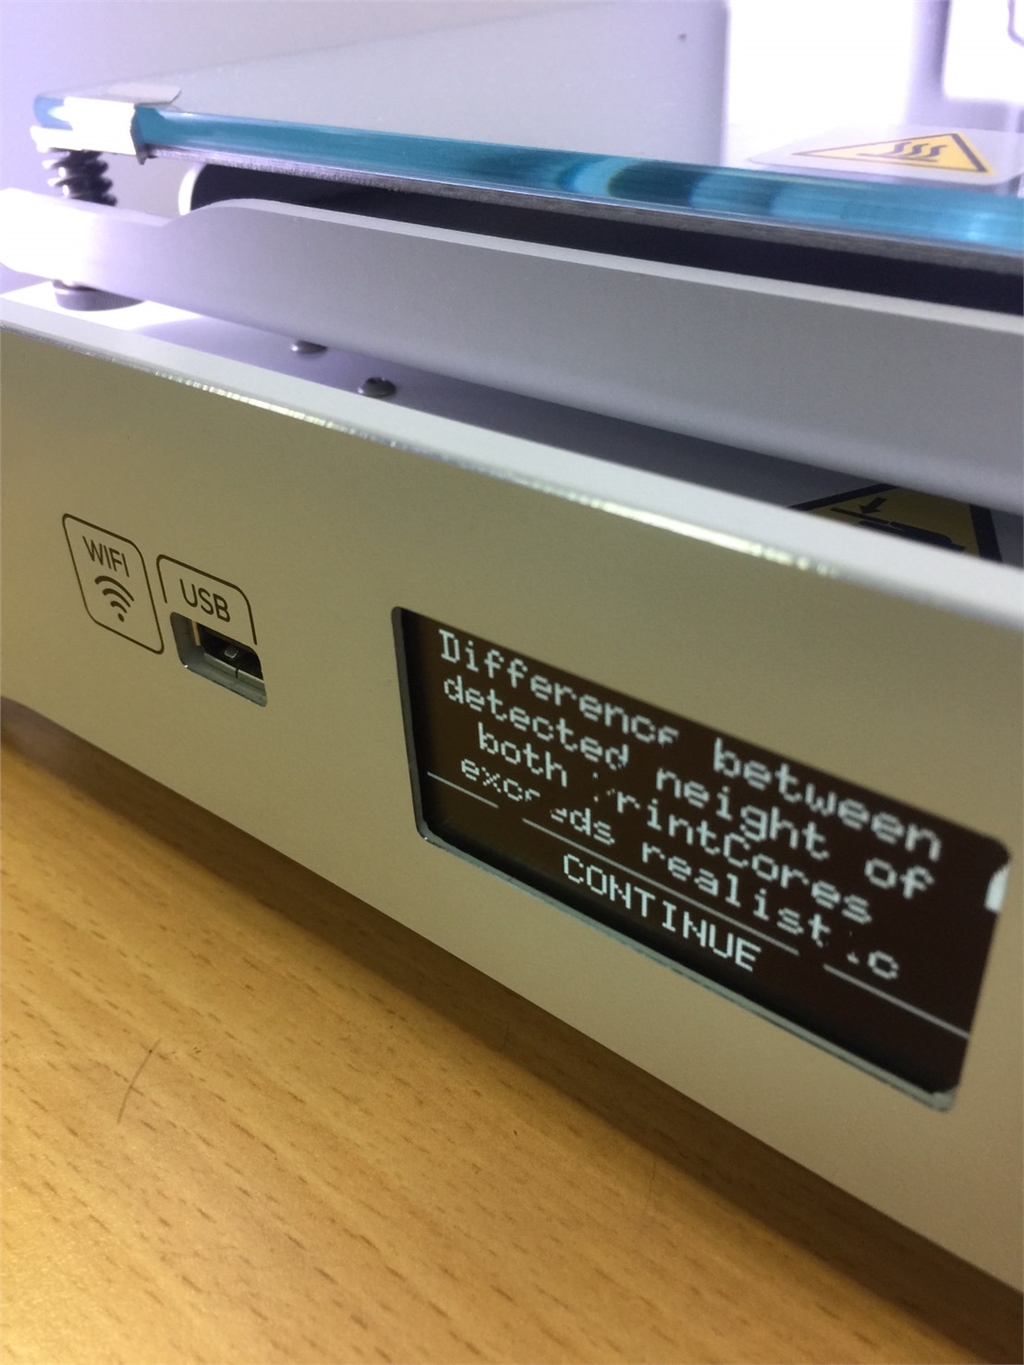 WIFI
USB
Difference between
detected height of
both PrintCores
exceeds realistic
CONTINUE